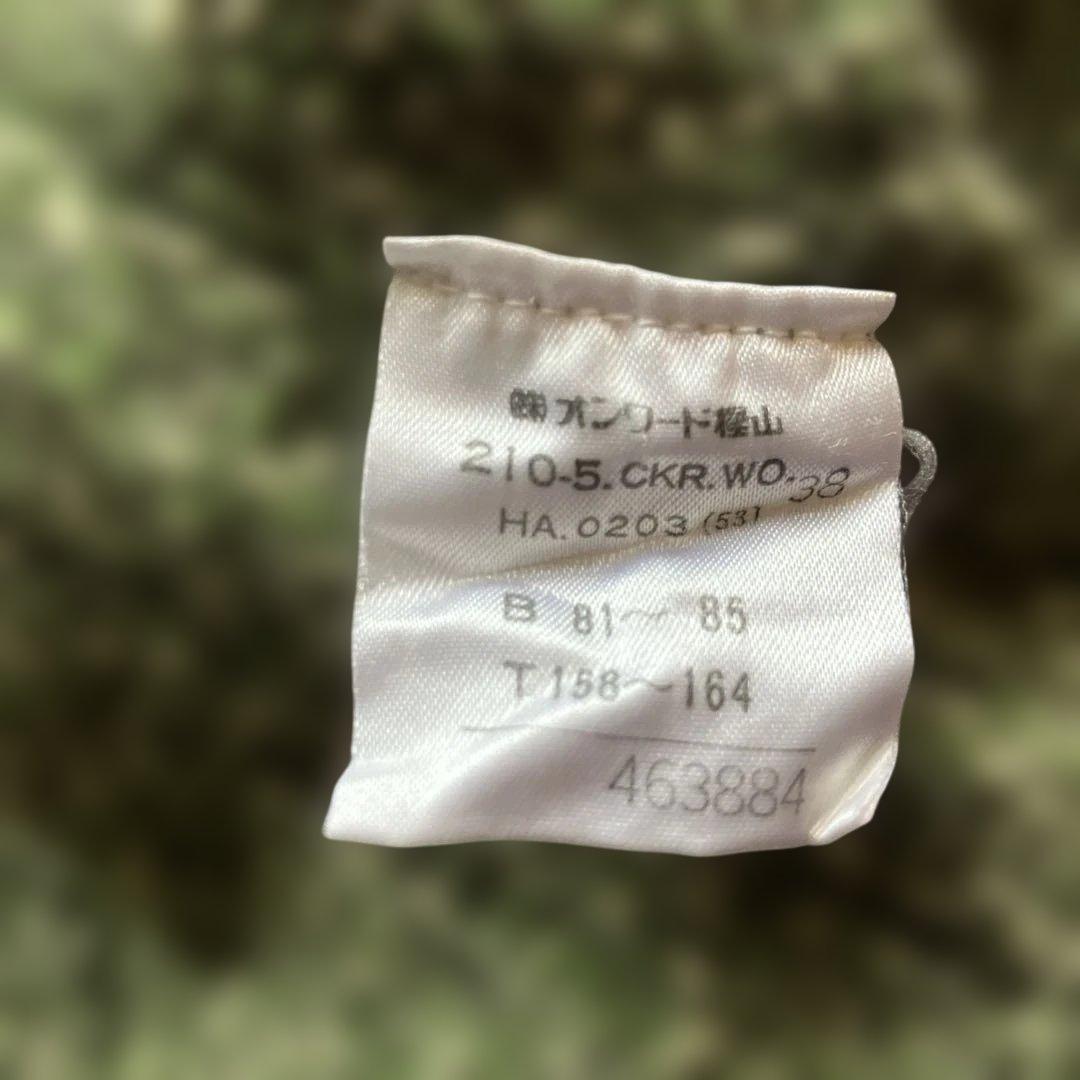 ㈱オンワード樫山
210-5.CKR.WO-38
HA.0203 (53)
B 81〜 85
T 158〜164
463884